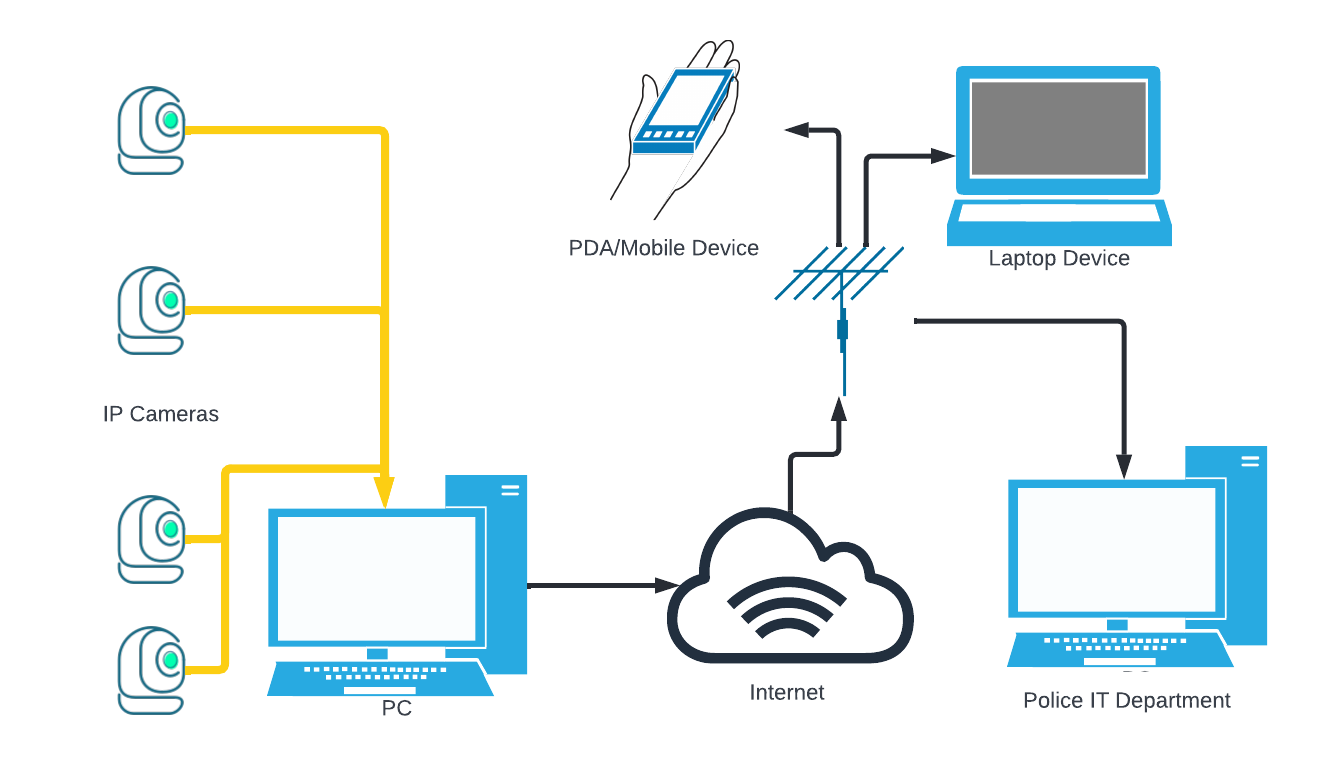 PDA/Mobile Device
Laptop Device
IP Cameras
PC
Internet
Police IT Department